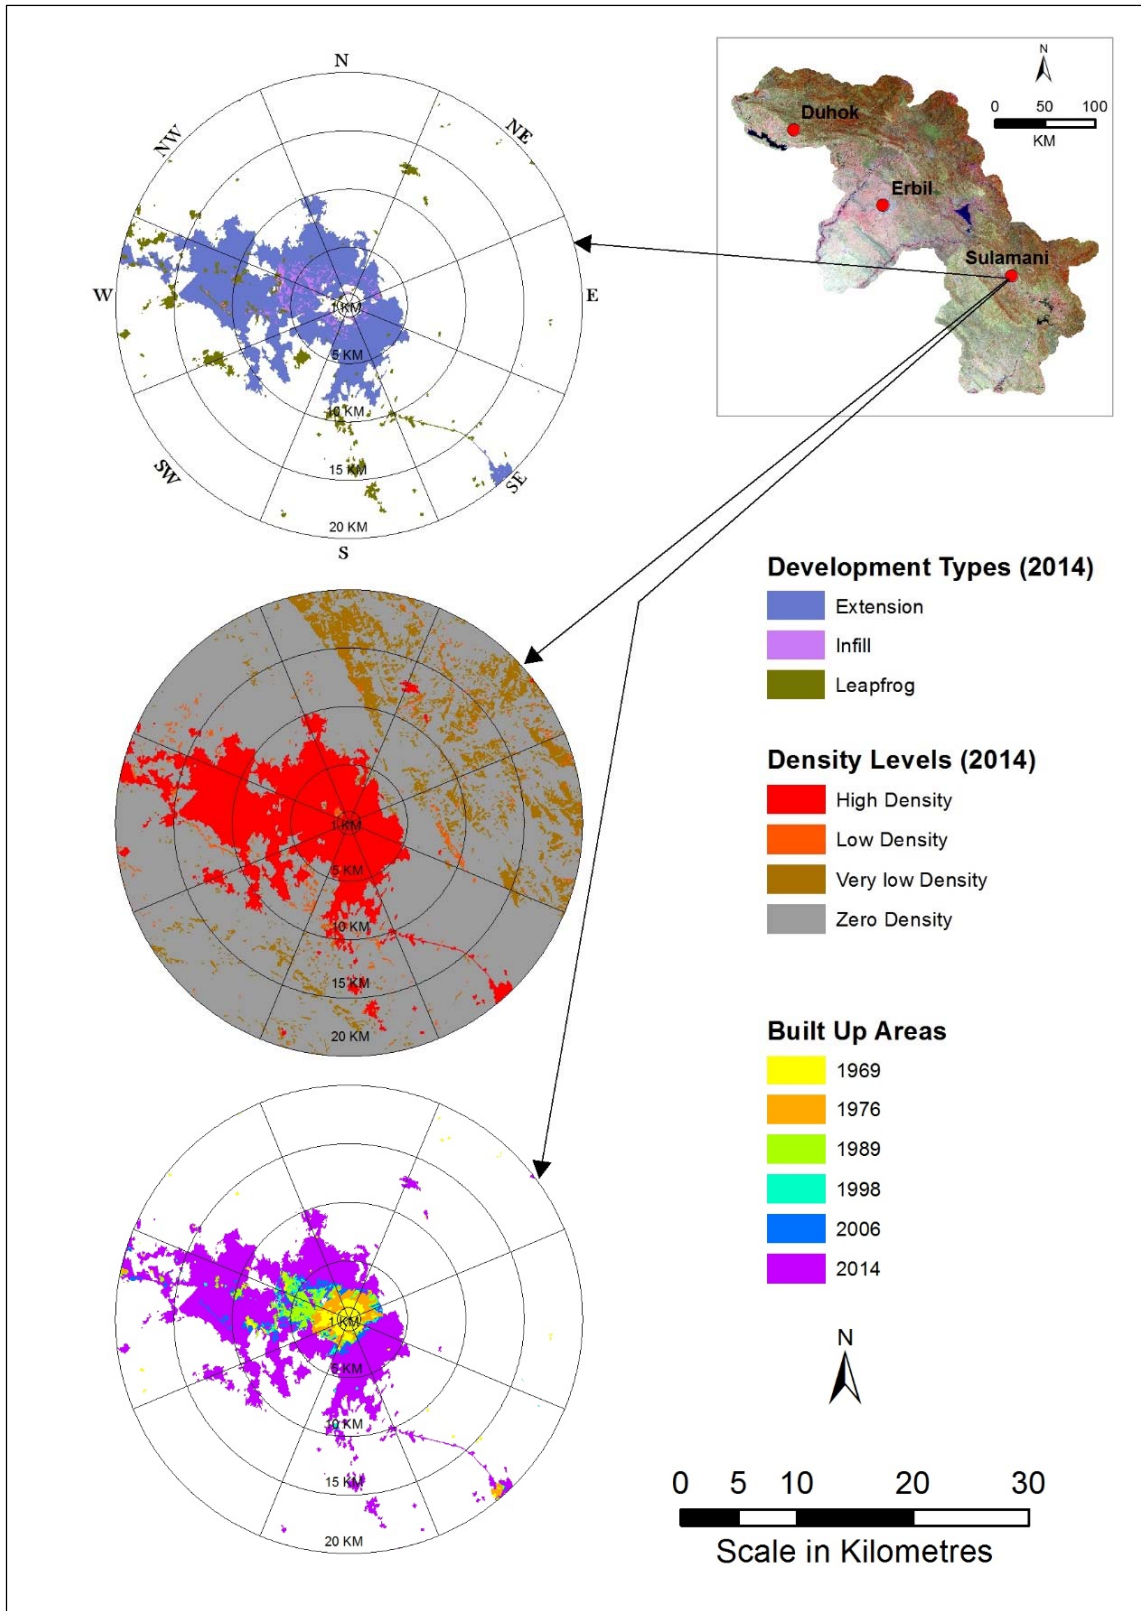 N
NW
NE
W
E
1 KM
5 KM
10 KM
15 KM
SW
SE
20 KM
S
N
Duhok
0 50 100
KM
Erbil
Sulamani
Development Types (2014)
Extension
Infill
Leapfrog
1 KM
5 KM
10 KM
15 KM
20 KM
Density Levels (2014)
High Density
Low Density
Very low Density
Zero Density
Built Up Areas
1969
1976
1989
1998
2006
2014
1 KM
5 KM
10 KM
15 KM
20 KM
N
0 5 10 20 30
Scale in Kilometres